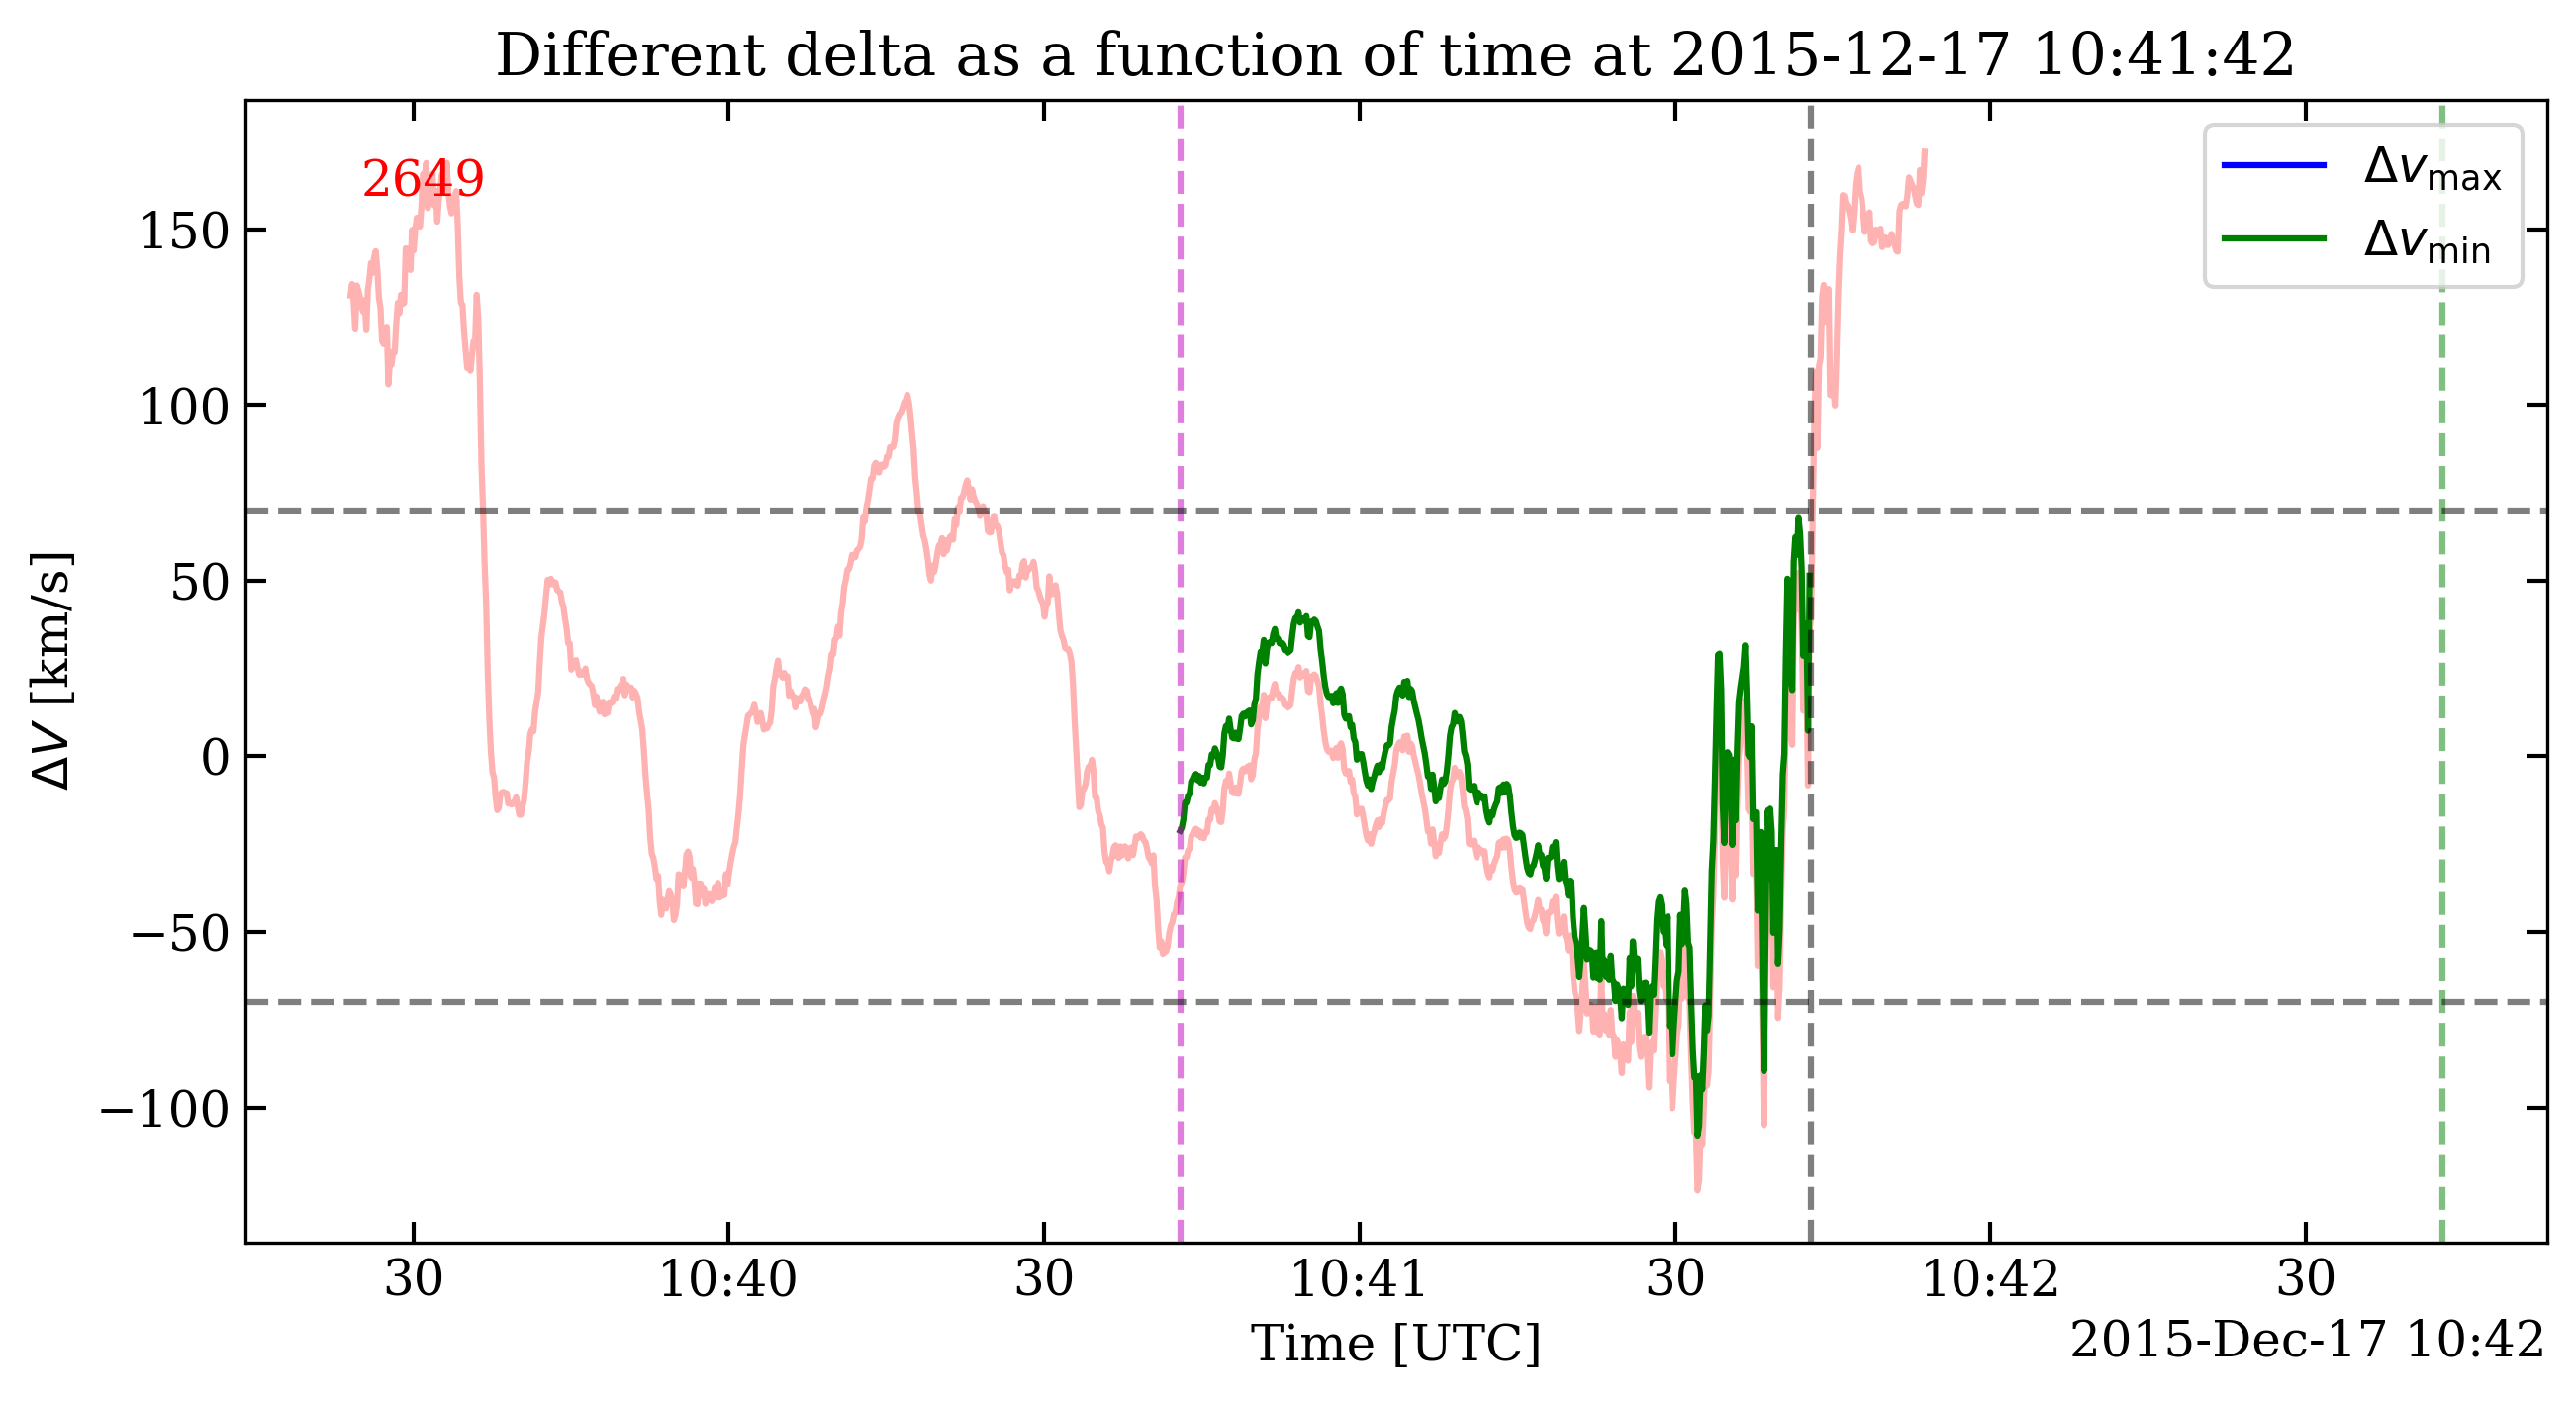 Different delta as a function of time at 2015-12-17 10:41:42
2649
Δv_max
Δv_min
150
100
50
0
−50
−100
ΔV [km/s]
30 10:40 30 10:41 30 10:42 30
Time [UTC]
2015-Dec-17 10:42